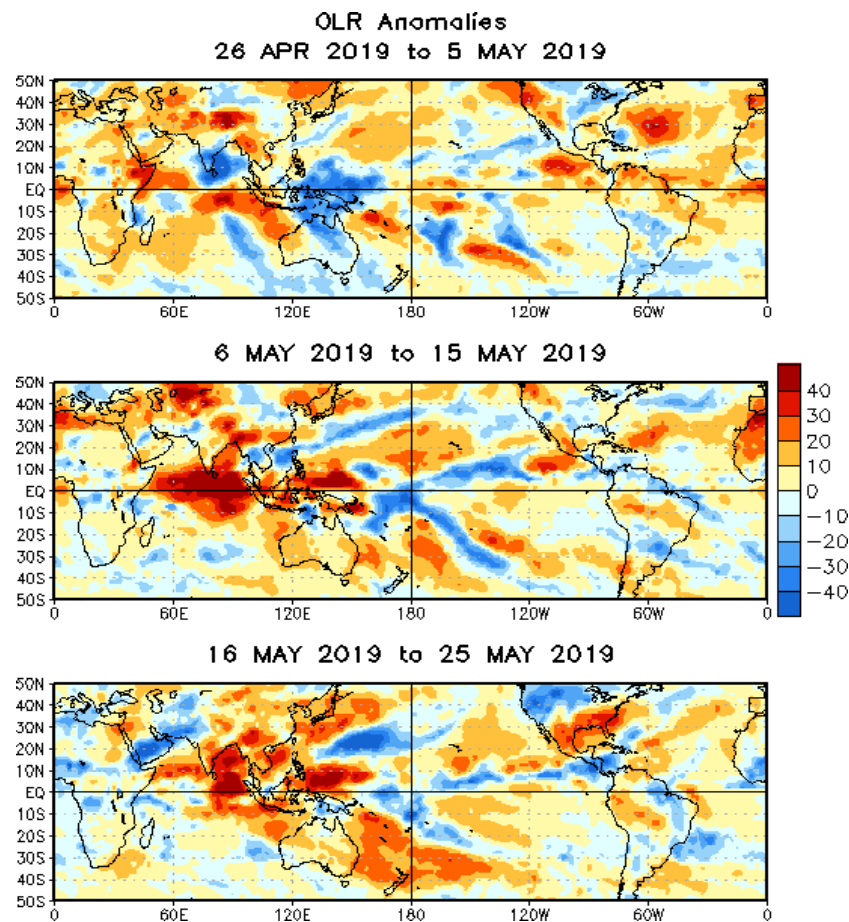 OLR Anomalies
26 APR 2019 to 5 MAY 2019
50N
40N
30N
20N
10N
EQ
10S
20S
30S
40S
50S
0 60E 120E 180 120W 60W 0
6 MAY 2019 to 15 MAY 2019
50N
40N
30N
20N
10N
EQ
10S
20S
30S
40S
50S
0 60E 120E 180 120W 60W 0
40
30
20
10
0
−10
−20
−30
−40
16 MAY 2019 to 25 MAY 2019
50N
40N
30N
20N
10N
EQ
10S
20S
30S
40S
50S
0 60E 120E 180 120W 60W 0